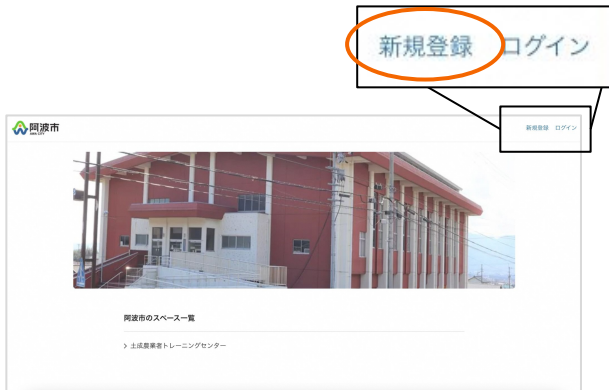 新規登録 ログイン
阿波市
AWA CITY
新規登録 ログイン
阿波市のスペース一覧
> 土成農業者トレーニングセンター